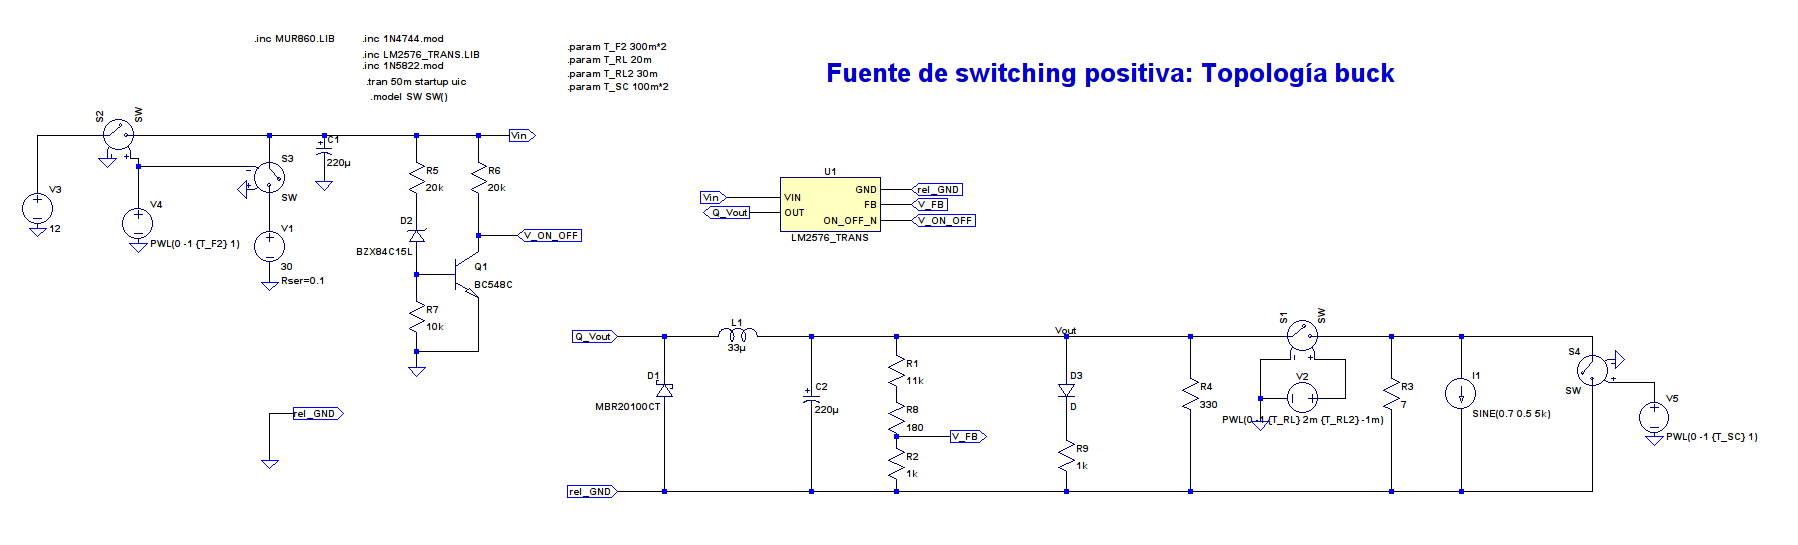 .inc MUR860.LIB
.inc 1N4744.mod
.inc LM2576_TRANS.LIB
.inc 1N5822.mod
.tran 50m startup uic
.model SW SW()
.param T_F2 300m*2
.param T_RL 20m
.param T_RL2 30m
.param T_SC 100m*2
Fuente de switching positiva: Topología buck
S2
SW
V3
12
V4
PWL(0 -1 {T_F2} 1)
S3
SW
V1
30
Rser=0.1
C1
220µ
Vin
R5
20k
R6
20k
D2
BZX84C15L
V_ON_OFF
Q1
BC548C
R7
10k
rel_GND
U1
Vin
VIN
GND
rel_GND
Q_Vout
OUT
FB
V_FB
ON_OFF_N
V_ON_OFF
LM2576_TRANS
Q_Vout
L1
33µ
D1
MBR20100CT
C2
220µ
R1
11k
R8
180
V_FB
R2
1k
Vout
D3
D
R9
1k
R4
330
S1
SW
V2
PWL(0 -1 {T_RL} 2m {T_RL2} -1m)
R3
7
I1
SINE(0.7 0.5 5k)
S4
SW
V5
PWL(0 -1 {T_SC} 1)
rel_GND